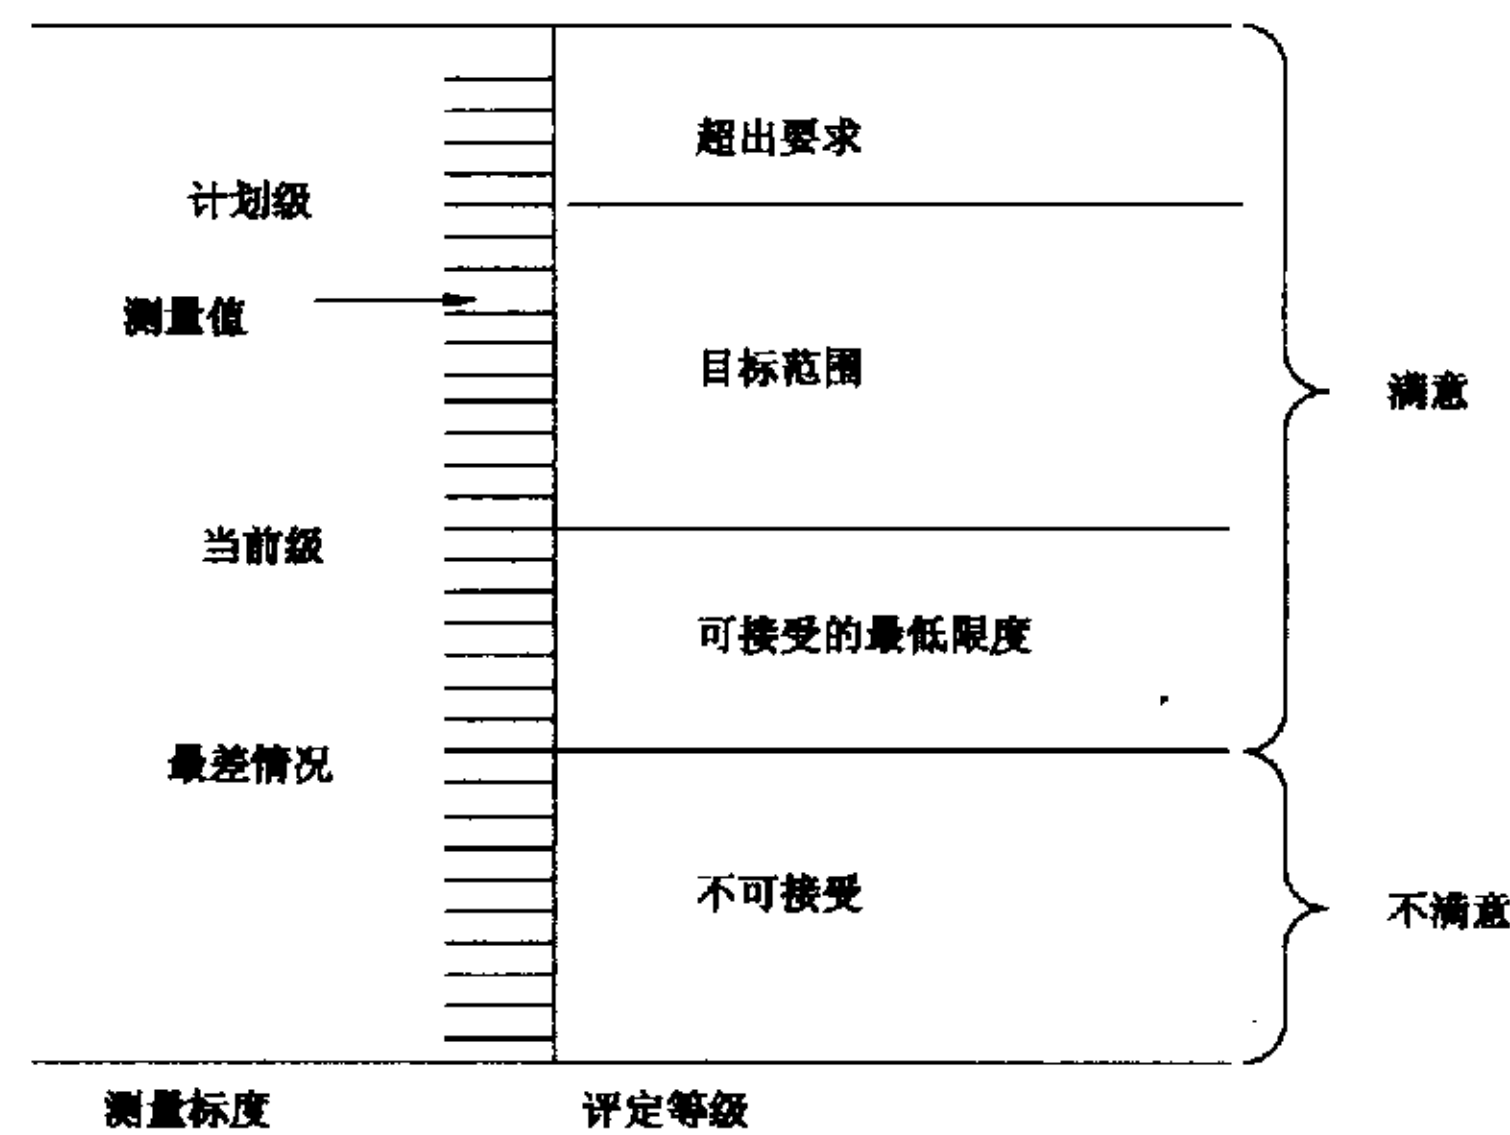 超出要求
计划级
测量值
目标范围
满意
当前级
可接受的最低限度
最差情况
不可接受
不满意
测量标度
评定等级